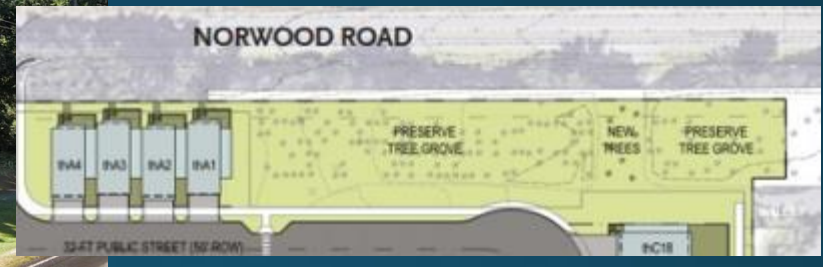 NORWOOD ROAD
PRESERVE
TREE GROVE
NEW
TREES
PRESERVE
TREE GROVE
thA4
thA3
thA2
thA1
32-FT PUBLIC STREET (50' ROW)
thC18